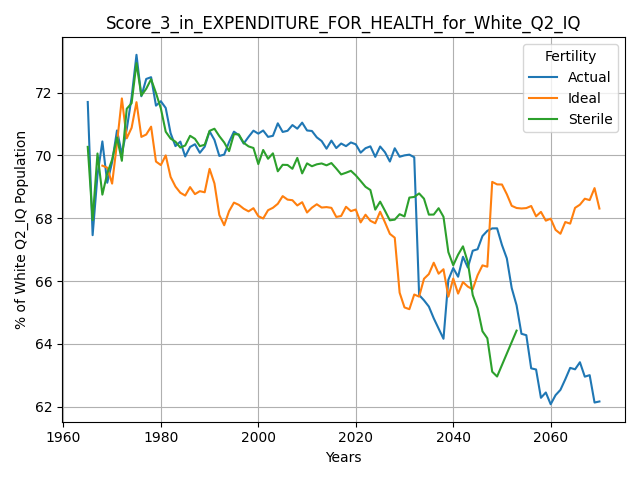 Score_3_in_EXPENDITURE_FOR_HEALTH_for_White_Q2_IQ
Fertility
Actual
Ideal
Sterile
% of White Q2_IQ Population
72
70
68
66
64
62
1960
1980
2000
2020
2040
2060
Years